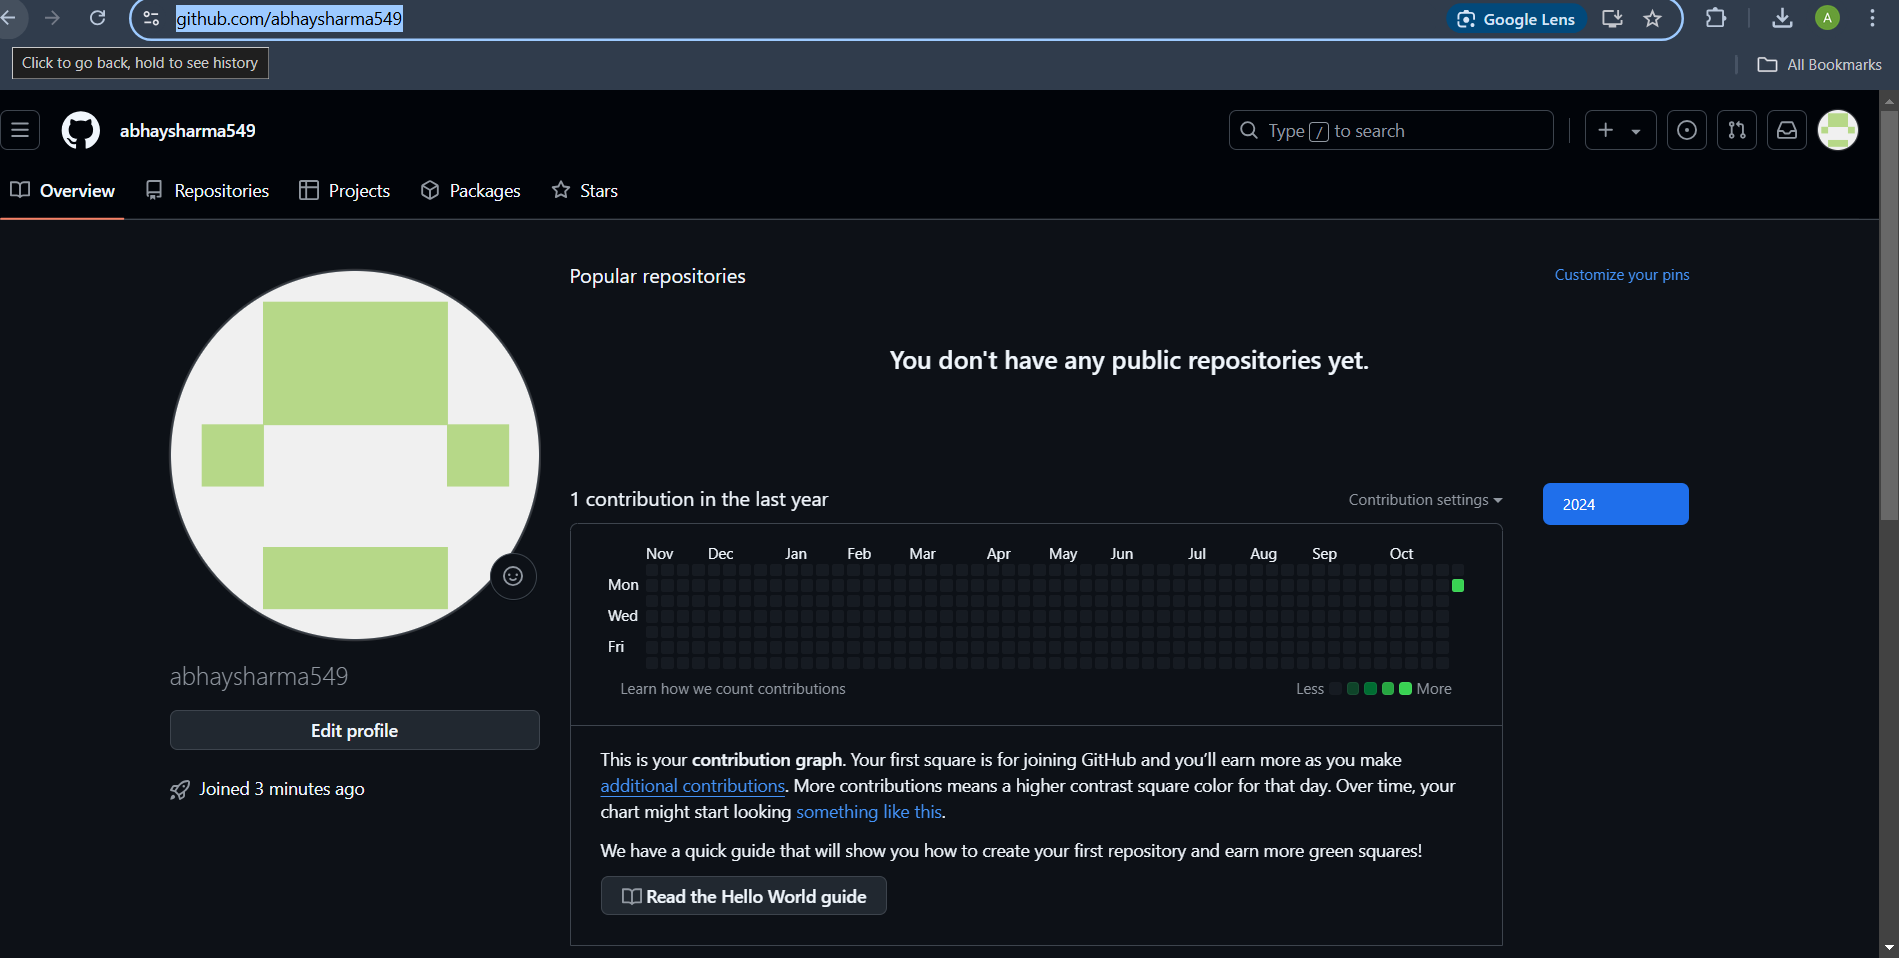 github.com/abhaysharma549
Google Lens
A
Click to go back, hold to see history
All Bookmarks
abhaysharma549
Type / to search
Overview
Repositories
Projects
Packages
Stars
Popular repositories
Customize your pins
You don't have any public repositories yet.
1 contribution in the last year
Contribution settings
2024
Nov Dec Jan Feb Mar Apr May Jun Jul Aug Sep Oct
Mon
Wed
Fri
Learn how we count contributions
Less More
abhaysharma549
Edit profile
Joined 3 minutes ago
This is your contribution graph. Your first square is for joining GitHub and you’ll earn more as you make
additional contributions. More contributions means a higher contrast square color for that day. Over time, your
chart might start looking something like this.
We have a quick guide that will show you how to create your first repository and earn more green squares!
Read the Hello World guide